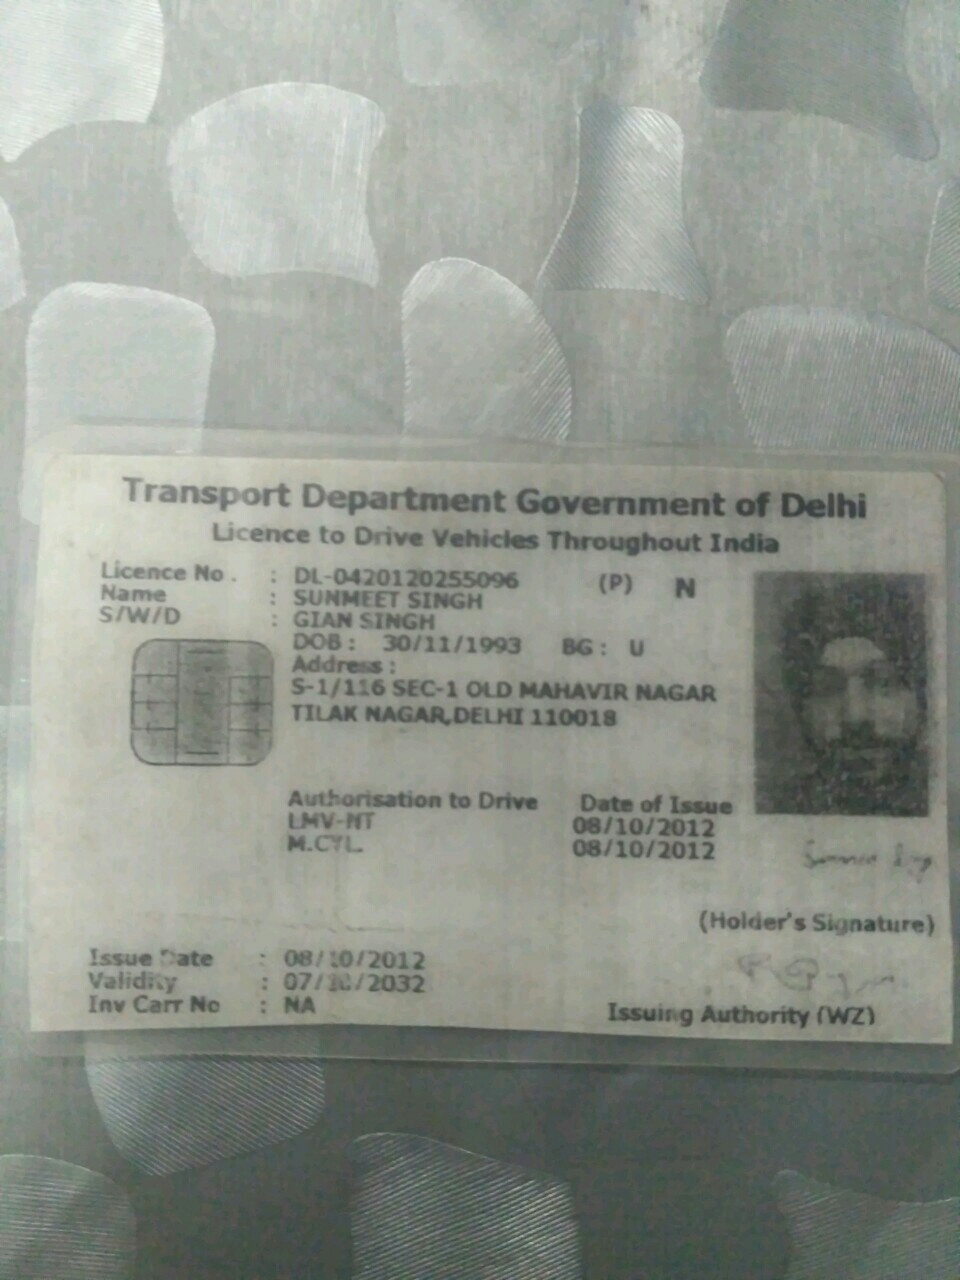 Transport Department Government of Delhi
Licence to Drive Vehicles Throughout India
Licence No. : DL-0420120255096 (P) N
Name : SUNMEET SINGH
S/W/D : GIAN SINGH
DOB : 30/11/1993 BG : U
Address :
S-1/116 SEC-1 OLD MAHAVIR NAGAR
TILAK NAGAR,DELHI 110018
Authorisation to Drive Date of Issue
LMV-NT 08/10/2012
M.CYL. 08/10/2012
(Holder's Signature)
Issue Date : 08/10/2012
Validity : 07/10/2032
Inv Carr No : NA
Issuing Authority (WZ)